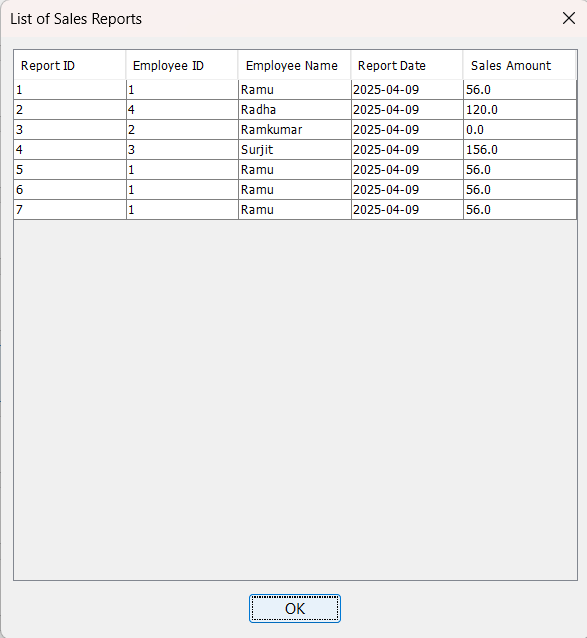 List of Sales Reports
Report ID Employee ID Employee Name Report Date Sales Amount
1 1 Ramu 2025-04-09 56.0
2 4 Radha 2025-04-09 120.0
3 2 Ramkumar 2025-04-09 0.0
4 3 Surjit 2025-04-09 156.0
5 1 Ramu 2025-04-09 56.0
6 1 Ramu 2025-04-09 56.0
7 1 Ramu 2025-04-09 56.0
OK